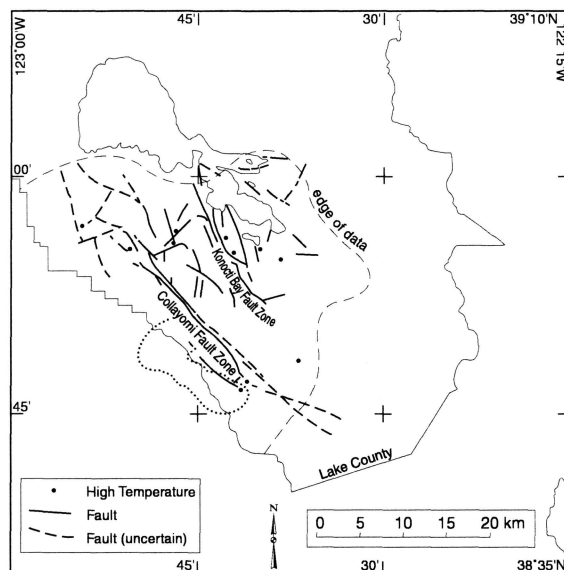 45' 30' 39°10'N
123°00'W
122°15'W
00'
edge of data
Konocti Bay Fault Zone
Collayomi Fault Zone
45'
Lake County
High Temperature
Fault
Fault (uncertain)
N
0 5 10 15 20 km
45' 30' 38°35'N